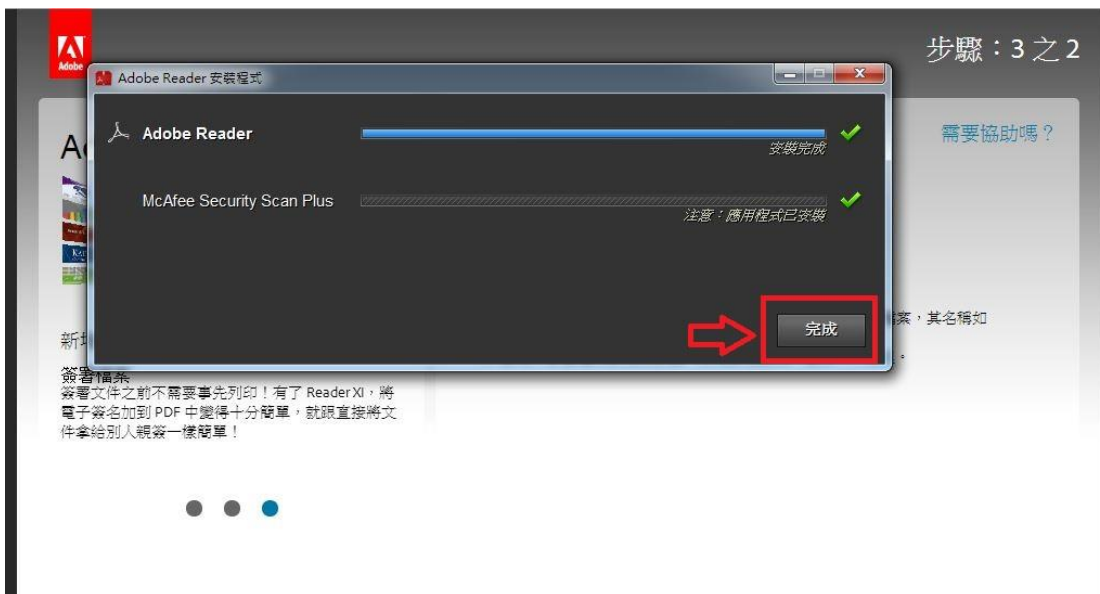 Adobe
步驟：3 之 2
Adobe Reader 安裝程式
Adobe Reader
安裝完成
需要協助嗎？
McAfee Security Scan Plus
注意：應用程式已安裝
完成
，其名稱如
簽署檔案
簽署文件之前不需要事先列印！有了 Reader XI，將
電子簽名加到 PDF 中變得十分簡單，就跟直接將文
件拿給別人親簽一樣簡單！